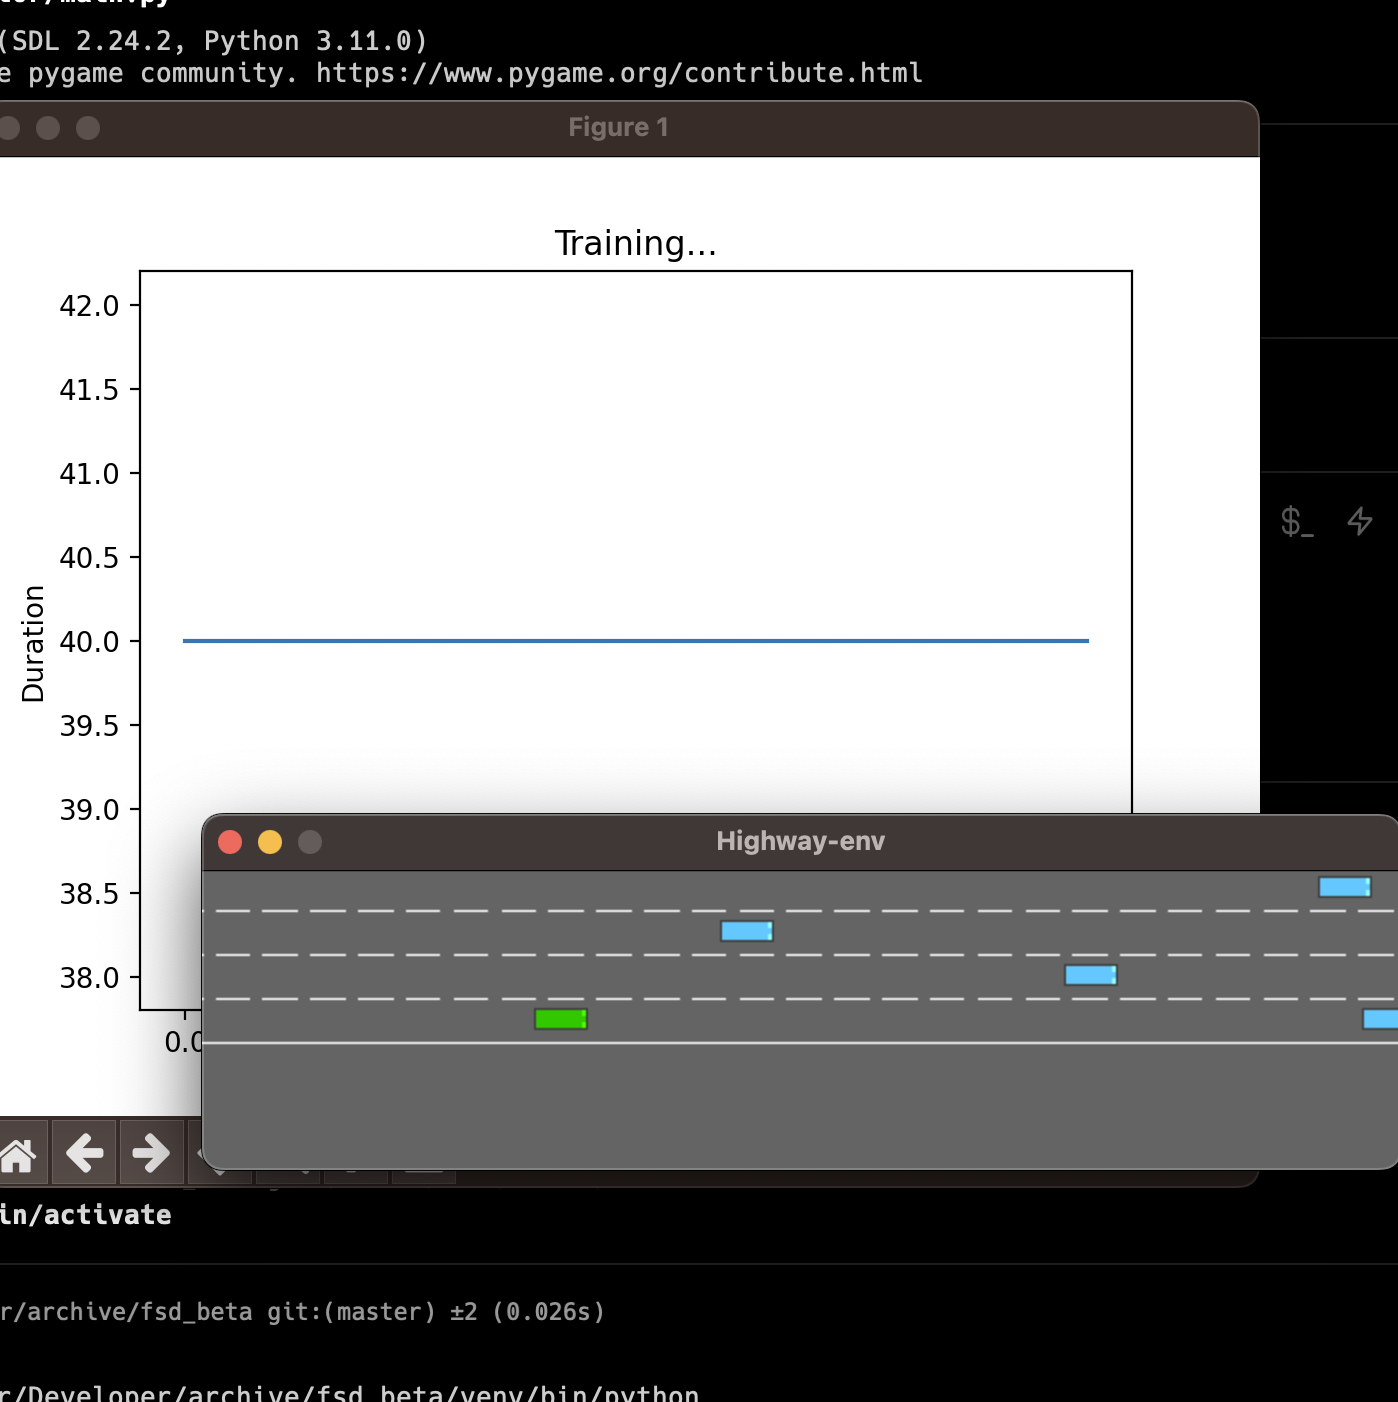 (SDL 2.24.2, Python 3.11.0)
e pygame community. https://www.pygame.org/contribute.html
Figure 1
Training...
42.0
41.5
41.0
40.5
40.0
39.5
39.0
38.5
38.0
Duration
0.0
$_
Highway-env
in/activate
r/archive/fsd_beta git:(master) ±2 (0.026s)
r/Developer/archive/fsd_beta/venv/bin/python